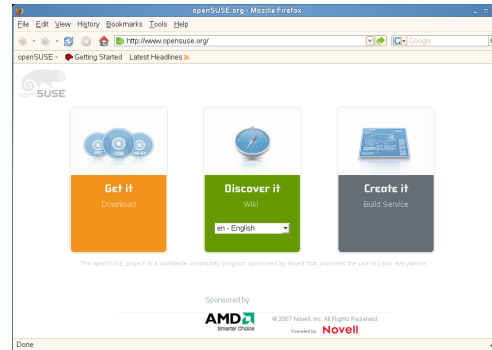 openSUSE.org - Mozilla Firefox
File Edit View History Bookmarks Tools Help
http://www.opensuse.org/
Google
openSUSE Getting Started Latest Headlines
openSUSE
Get it
Download
Discover it
Wiki
en - English
Create it
Build Service
The openSUSE project is a worldwide community program sponsored by Novell that promotes the use of Linux everywhere.
Sponsored by
AMD
Smarter Choice
© 2007 Novell, Inc. All Rights Reserved.
Founded by Novell
Done